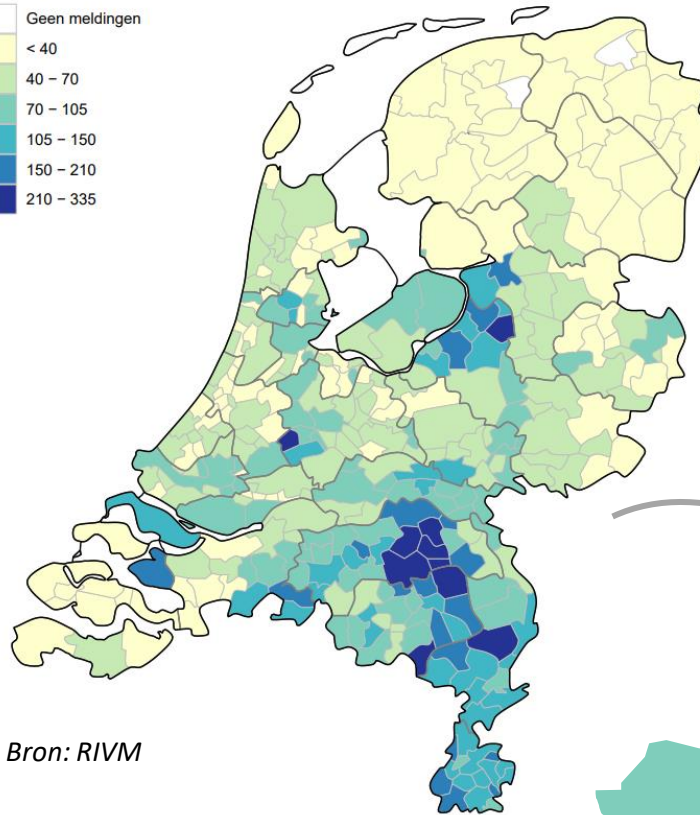 Geen meldingen
< 40
40 – 70
70 – 105
105 – 150
150 – 210
210 – 335
Bron: RIVM